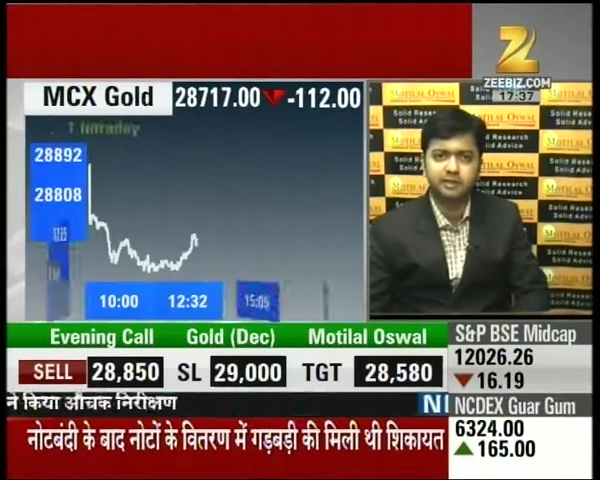 ZEEBIZ.COM
17:37
MCX Gold 28717.00 -112.00
1 Intraday
28892
28808
10:00 12:32 15:05
MOTILAL OSWAL
Solid Research
Solid Advice
Evening Call Gold (Dec) Motilal Oswal
SELL 28,850 SL 29,000 TGT 28,580
S&P BSE Midcap
12026.26
16.19
ने किया औचक निरीक्षण
NCDEX Guar Gum
6324.00
165.00
नोटबंदी के बाद नोटों के वितरण में गड़बड़ी की मिली थी शिकायत